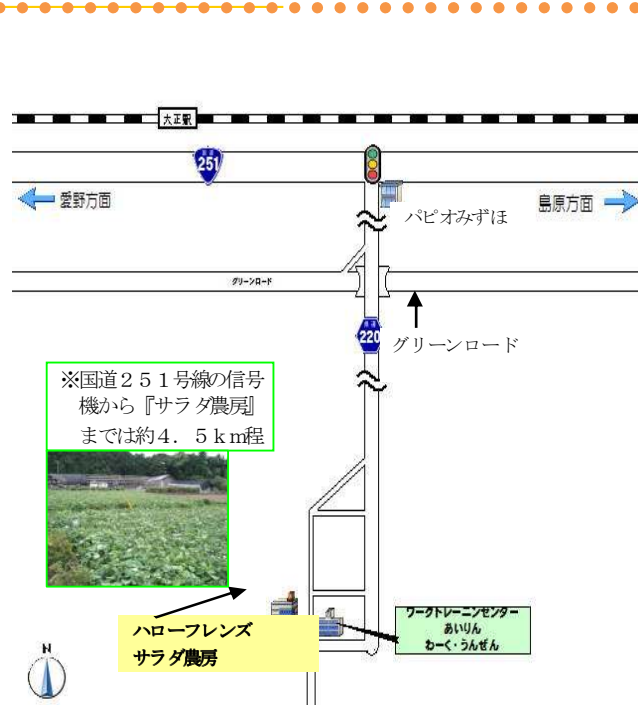 大正駅
国道
251
愛野方面
パピオみずほ
島原方面
グリーンロード
県道
220
グリーンロード
※国道251号線の信号
機から『サラダ農房』
までは約4.5km程
ハローフレンズ
サラダ農房
ワークトレーニンセンター
あいりん
わーく・うんぜん
N